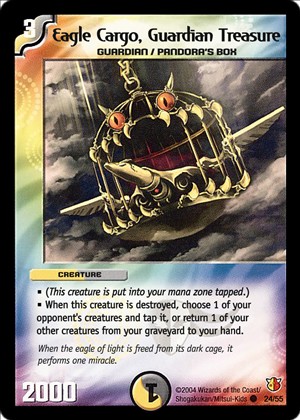 3
Eagle Cargo, Guardian Treasure
GUARDIAN / PANDORA'S BOX
CREATURE
▪ (This creature is put into your mana zone tapped.)
▪ When this creature is destroyed, choose 1 of your
opponent's creatures and tap it, or return 1 of your
other creatures from your graveyard to your hand.
When the eagle of light is freed from its dark cage, it
performs one miracle.
2000
1
©2004 Wizards of the Coast/
Shogakukan/Mitsui-Kids ● 24/55